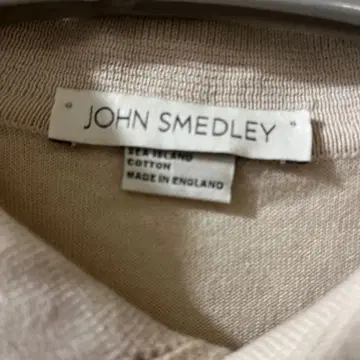 JOHN SMEDLEY
SEA ISLAND
COTTON
MADE IN ENGLAND